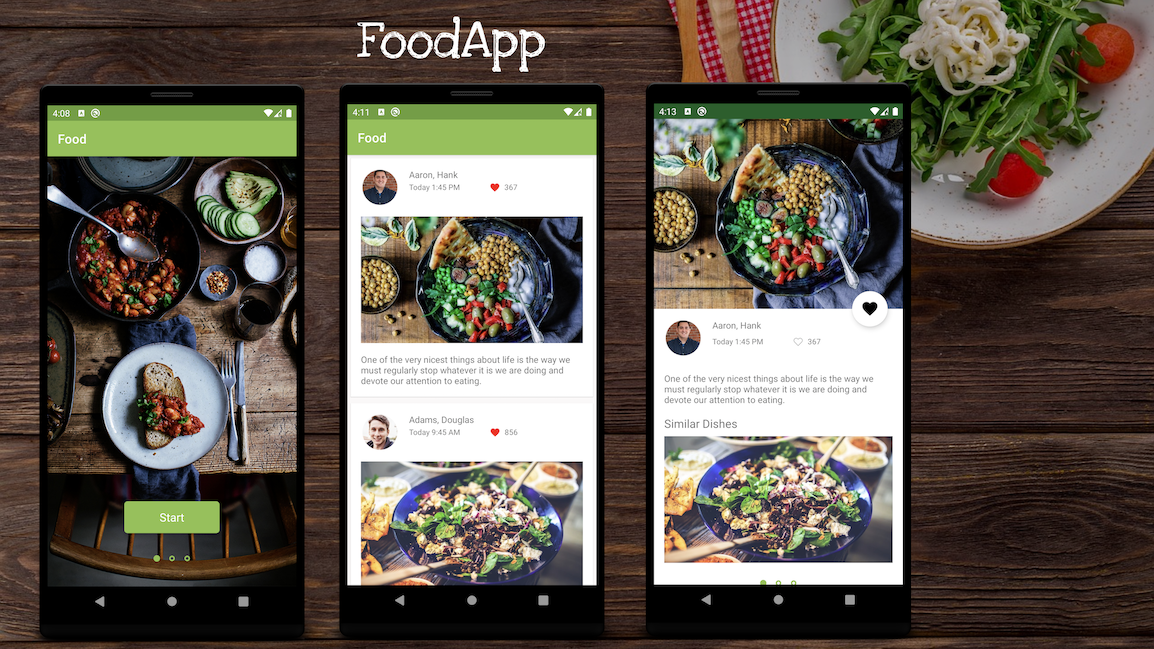 FoodApp
4:08
Food
Start
4:11
Food
Aaron, Hank
Today 1:45 PM
367
One of the very nicest things about life is the way we
must regularly stop whatever it is we are doing and
devote our attention to eating.
Adams, Douglas
Today 9:45 AM
856
4:13
Aaron, Hank
Today 1:45 PM
367
One of the very nicest things about life is the way we
must regularly stop whatever it is we are doing and
devote our attention to eating.
Similar Dishes